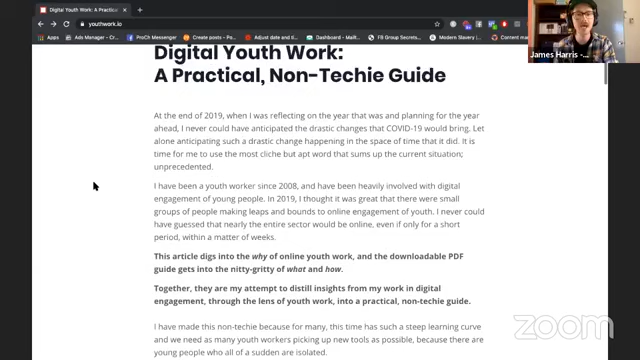 Digital Youth Work: A Practical
youthwork.io
Autism
Ads Manager - Ma...
ProCh Messenger
Adjust date and ti...
Dashboard - Mail...
FB Group Secrets...
Modern Slavery i...
Content man
James Harris -...
Digital Youth Work:
A Practical, Non-Techie Guide
At the end of 2019, when I was reflecting on the year that was and planning for the year
ahead, I never could have anticipated the drastic changes that COVID-19 would bring. Let
alone anticipating such a drastic change happening in the space of time that it did. It is
time for me to use the most cliche but apt word that sums up the current situation;
unprecedented.
I have been a youth worker since 2008, and have been heavily involved with digital
engagement of young people. In 2019, I thought it was great that there were small
groups of people making leaps and bounds to online engagement of youth. I never could
have guessed that nearly the entire sector would be online, even if only for a short
period, within a matter of weeks.
This article digs into the why of online youth work, and the downloadable PDF
guide gets into the nitty-gritty of what and how.
Together, they are my attempt to distill insights from my work in digital
engagement, through the lens of youth work, into a practical, non-techie guide.
I have made this non-techie because for many, this time has such a steep learning curve
and we need as many youth workers picking up new tools as possible, because there are
young people who all of a sudden are isolated.
zoom